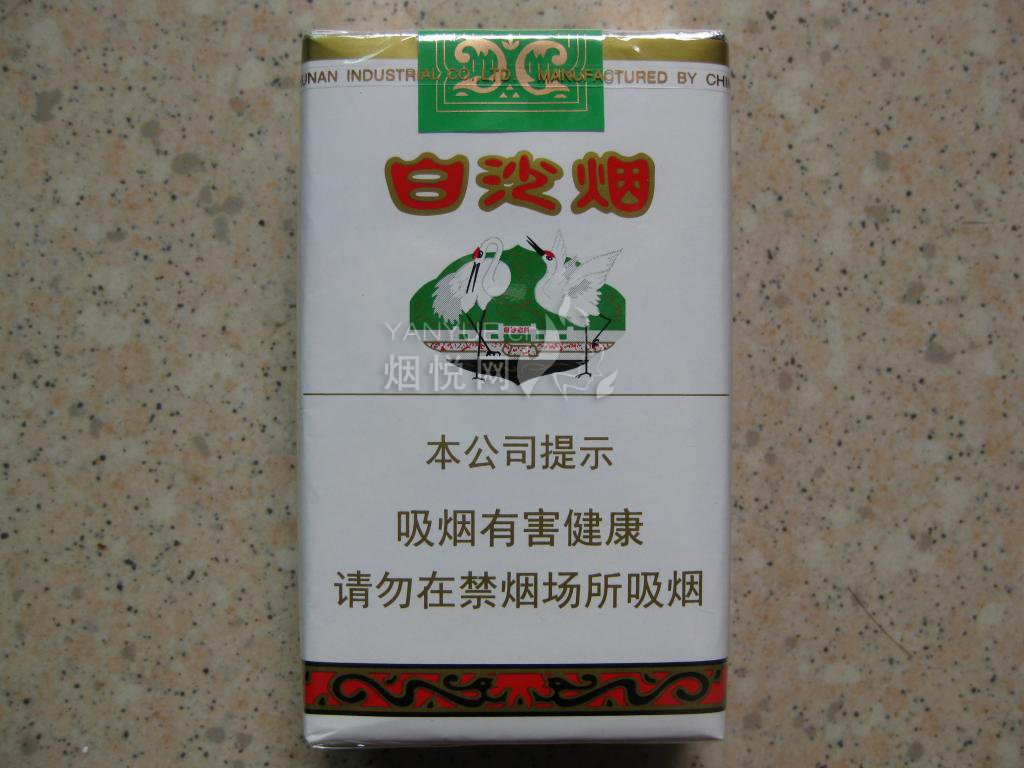 UNAN INDUSTRIAL CO., LTD. MANUFACTURED BY CHI
白沙烟
YANYUE
烟悦网
本公司提示
吸烟有害健康
请勿在禁烟场所吸烟